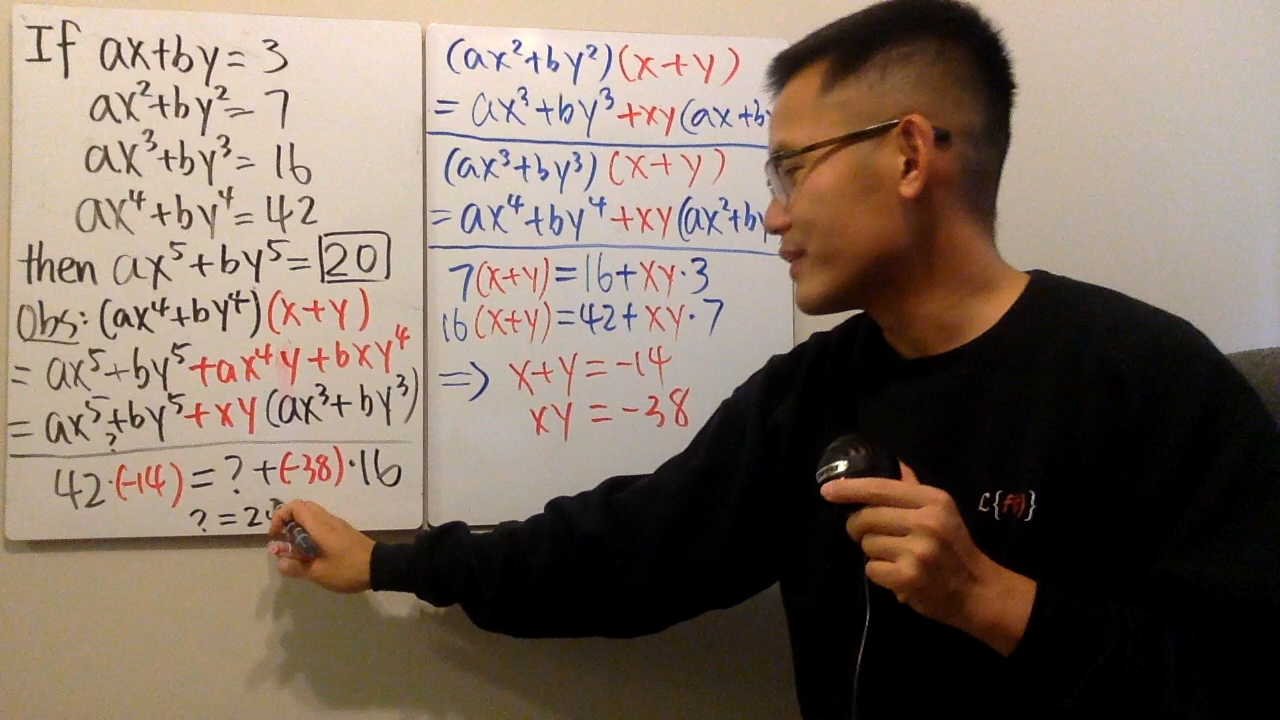 If ax+by=3
ax²+by²=7
ax³+by³=16
ax⁴+by⁴=42
then ax⁵+by⁵=20
Obs: (ax⁴+by⁴)(x+y)
= ax⁵+by⁵+ax⁴y+bxy⁴
= ax⁵+by⁵+xy(ax³+by³)
?
42·(-14)=?+(-38)·16
?=2
(ax²+by²)(x+y)
= ax³+by³+xy(ax+b
(ax³+by³)(x+y)
= ax⁴+by⁴+xy(ax²+by
7(x+y)=16+xy·3
16(x+y)=42+xy·7
⇒ x+y=-14
xy=-38
L{f(t)}